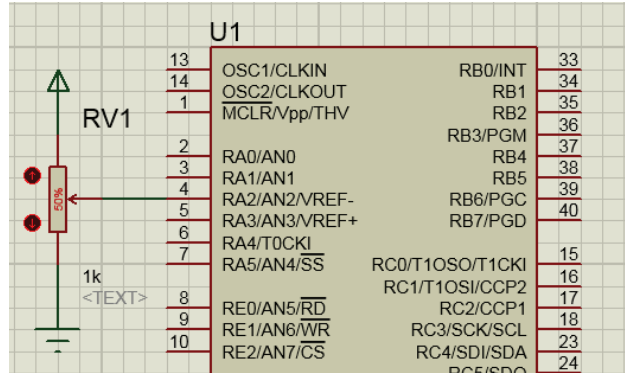 U1
13 OSC1/CLKIN RB0/INT 33
14 OSC2/CLKOUT RB1 34
1 MCLR/Vpp/THV RB2 35
RB3/PGM 36
2 RA0/AN0 RB4 37
3 RA1/AN1 RB5 38
4 RA2/AN2/VREF- RB6/PGC 39
5 RA3/AN3/VREF+ RB7/PGD 40
6 RA4/T0CKI
7 RA5/AN4/SS RC0/T1OSO/T1CKI 15
RC1/T1OSI/CCP2 16
8 RE0/AN5/RD RC2/CCP1 17
9 RE1/AN6/WR RC3/SCK/SCL 18
10 RE2/AN7/CS RC4/SDI/SDA 23
RC5/SDO 24
RV1
50%
1k
<TEXT>